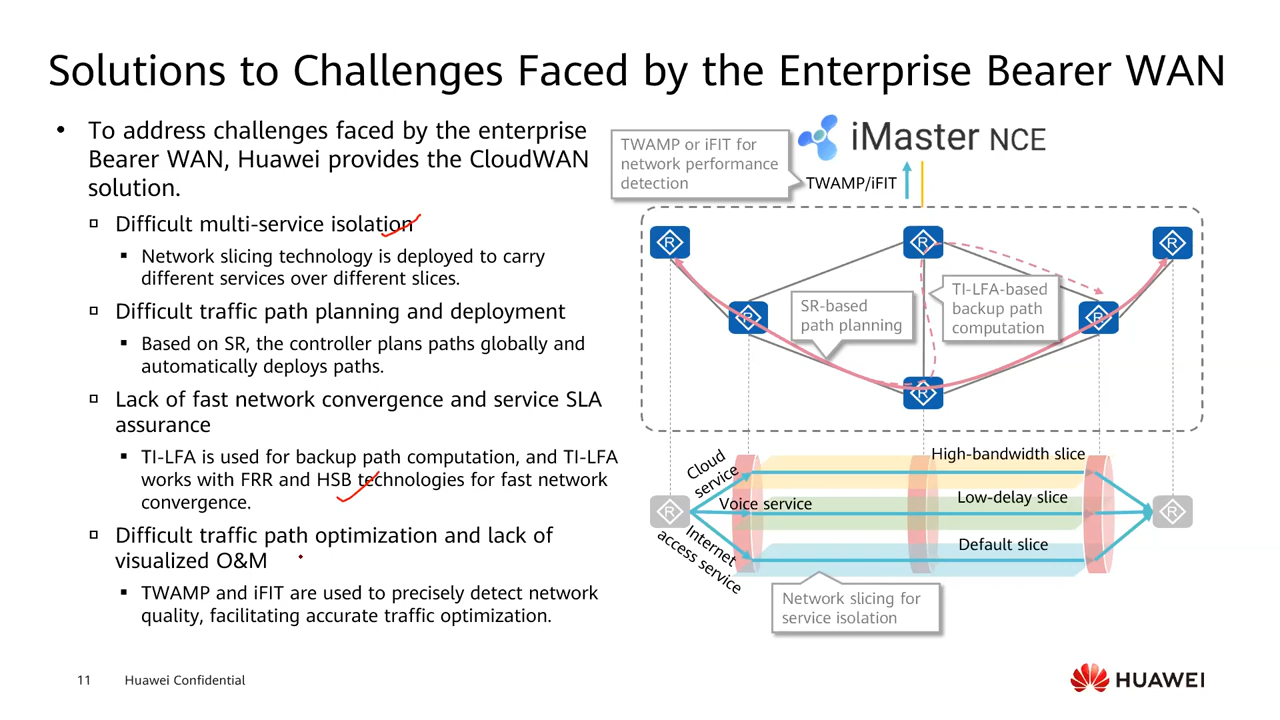 Solutions to Challenges Faced by the Enterprise Bearer WAN
• To address challenges faced by the enterprise
Bearer WAN, Huawei provides the CloudWAN
solution.
▫ Difficult multi-service isolation
▪ Network slicing technology is deployed to carry
different services over different slices.
▫ Difficult traffic path planning and deployment
▪ Based on SR, the controller plans paths globally and
automatically deploys paths.
▫ Lack of fast network convergence and service SLA
assurance
▪ TI-LFA is used for backup path computation, and TI-LFA
works with FRR and HSB technologies for fast network
convergence.
▫ Difficult traffic path optimization and lack of
visualized O&M
▪ TWAMP and iFIT are used to precisely detect network
quality, facilitating accurate traffic optimization.
TWAMP or iFIT for
network performance
detection
iMaster NCE
TWAMP/iFIT
R
R
R
R
R
R
SR-based
path planning
TI-LFA-based
backup path
computation
Cloud
service
High-bandwidth slice
R
Voice service
Low-delay slice
R
Internet
access service
Default slice
Network slicing for
service isolation
11
Huawei Confidential
HUAWEI